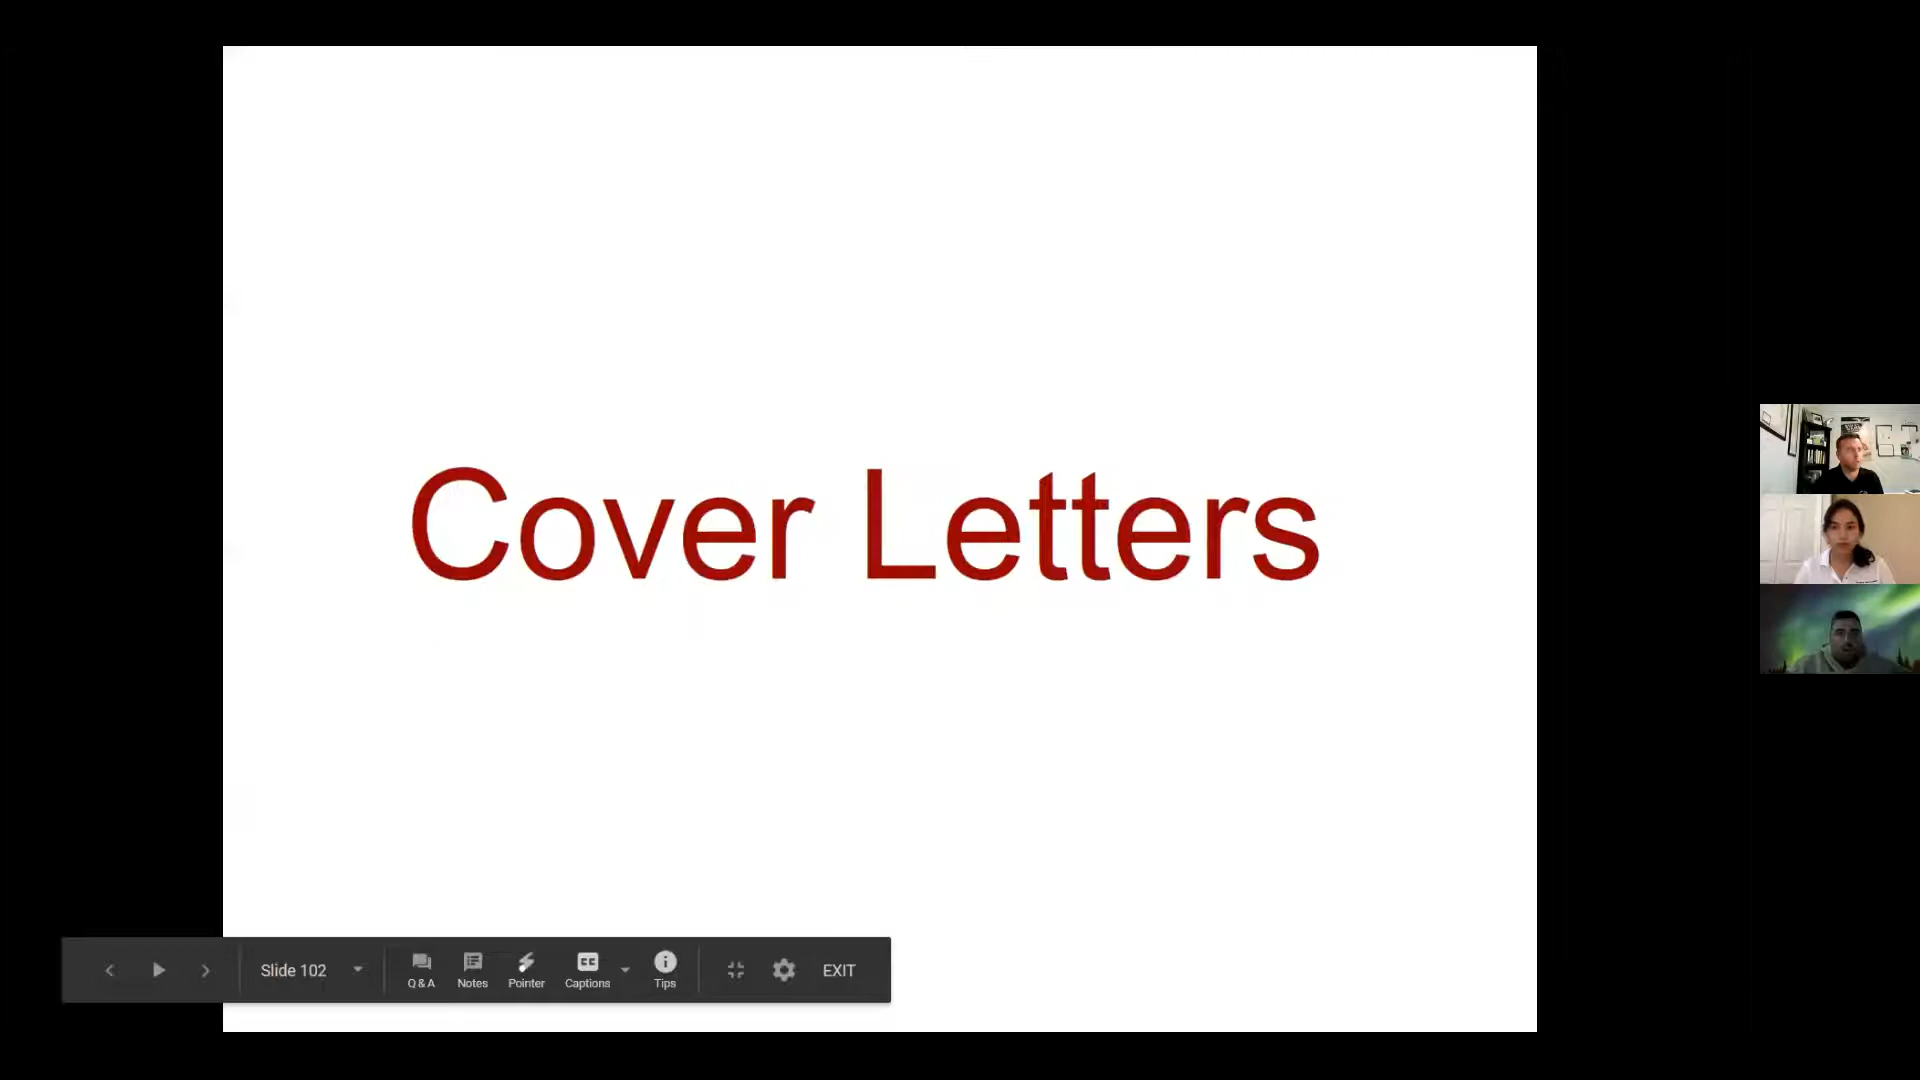 Cover Letters
Slide 102
Q & A
Notes
Pointer
Captions
Tips
EXIT